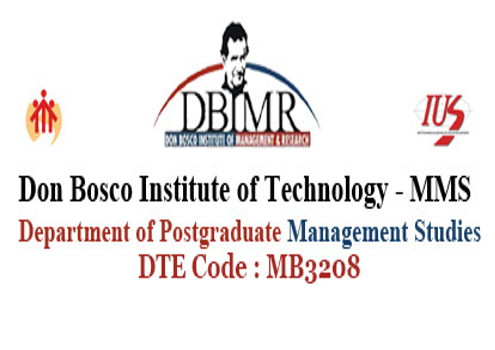 DBIMR
DON BOSCO INSTITUTE OF MANAGEMENT & RESEARCH
IUS
Don Bosco Institute of Technology - MMS
Department of Postgraduate Management Studies
DTE Code : MB3208